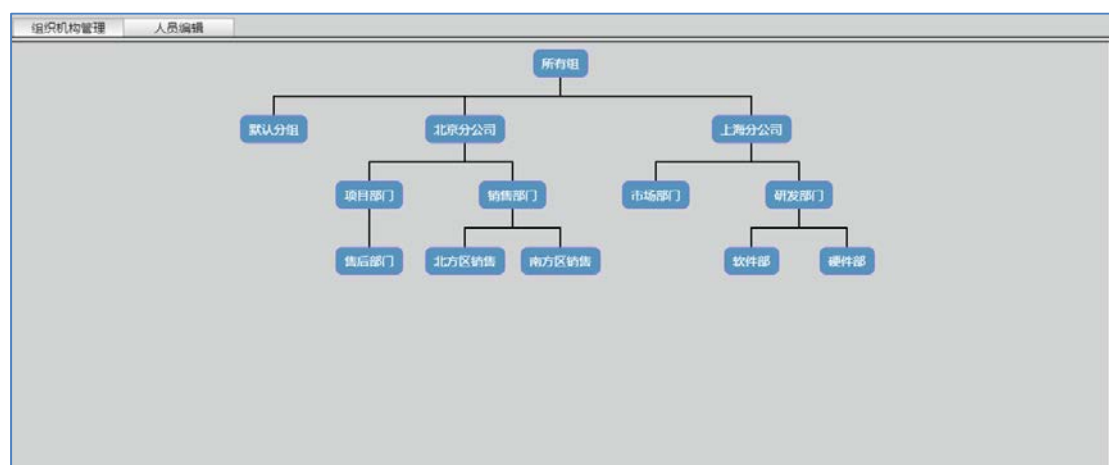 组织机构管理 人员编辑
所有组
默认分组 北京分公司 上海分公司
项目部门 销售部门 市场部门 研发部门
售后部门 北方区销售 南方区销售 软件部 硬件部